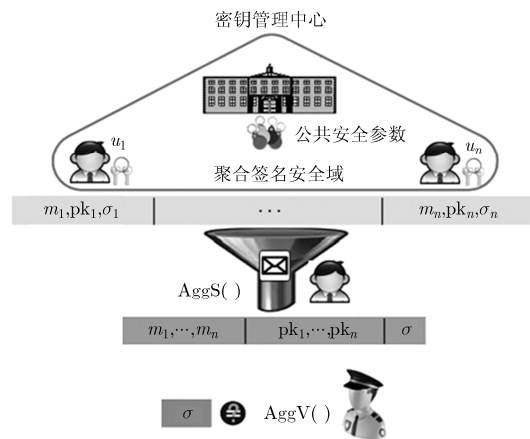 密钥管理中心
公共安全参数
u₁ uₙ
聚合签名安全域
m₁,pk₁,σ₁ ⋯ mₙ,pkₙ,σₙ
AggS( )
m₁,⋯,mₙ pk₁,⋯,pkₙ σ
σ AggV( )